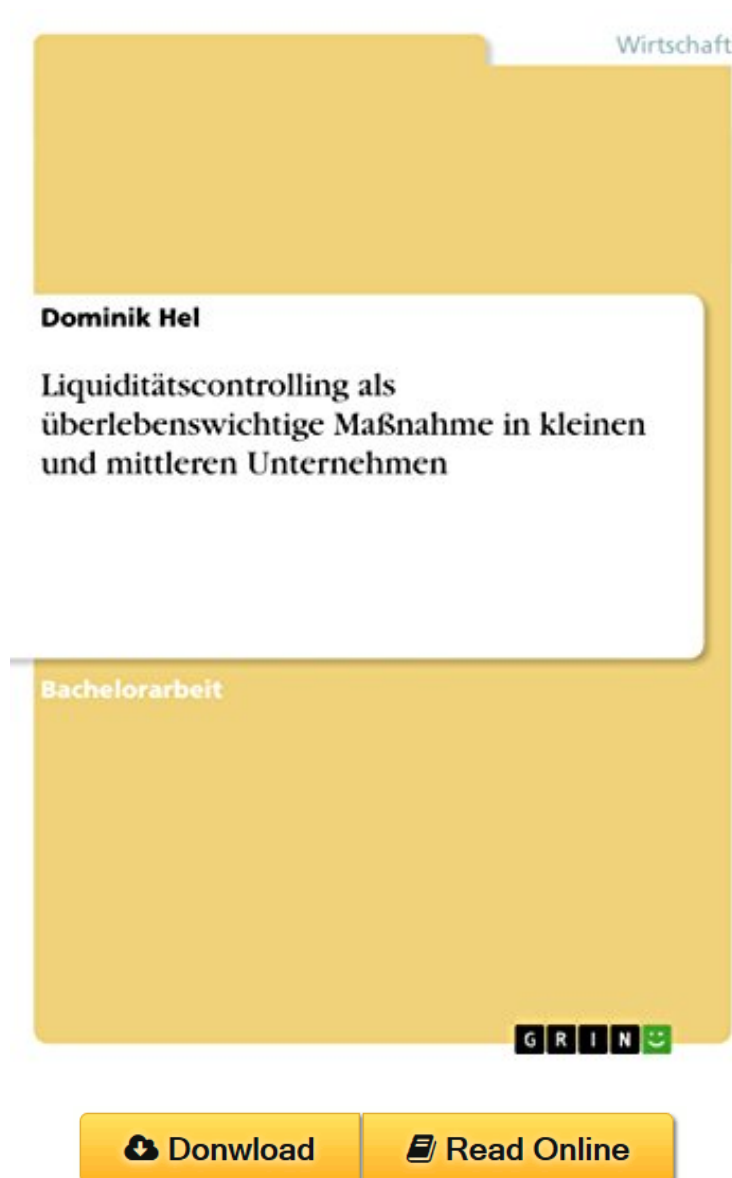 Wirtschaft
Dominik Hel
Liquiditätscontrolling als
überlebenswichtige Maßnahme in kleinen
und mittleren Unternehmen
Bachelorarbeit
GRIN
Donwload Read Online